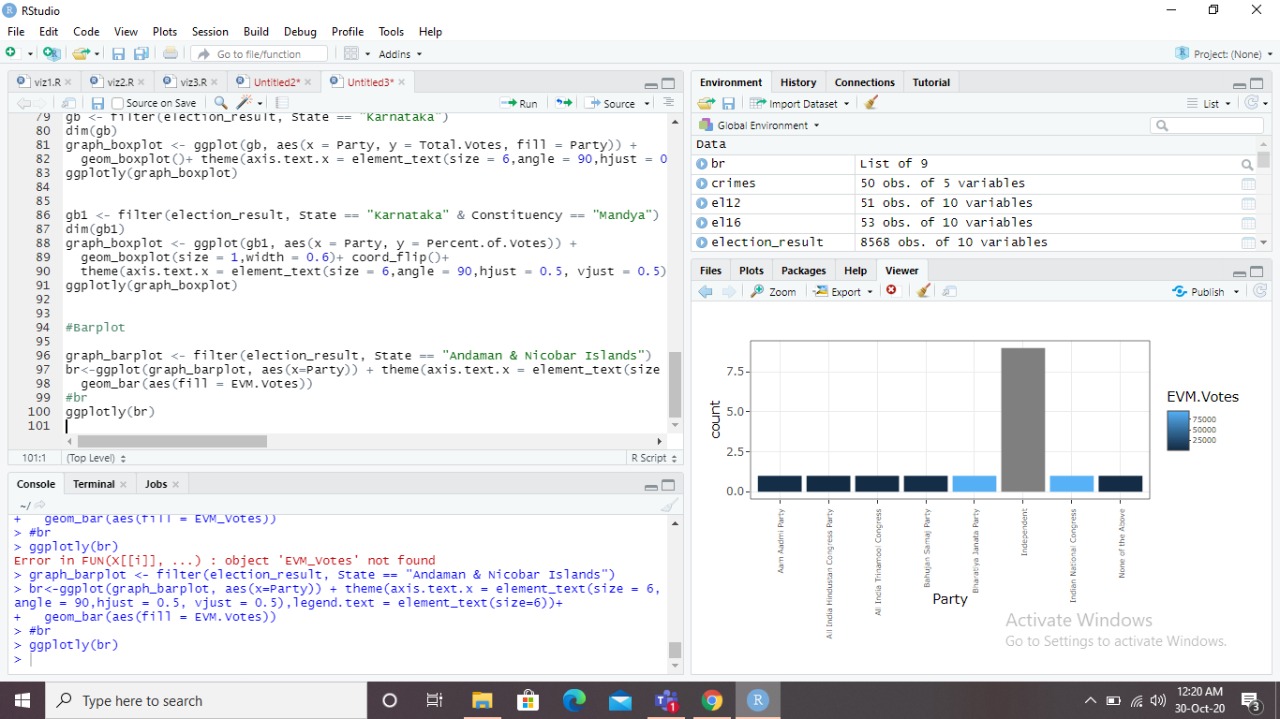 RStudio
File Edit Code View Plots Session Build Debug Profile Tools Help
Go to file/function Addins Project: (None)
viz1.R viz2.R viz3.R Untitled2* Untitled3*
Source on Save Run Source
79 gb <- filter(election_result, State == "Karnataka")
80 dim(gb)
81 graph_boxplot <- ggplot(gb, aes(x = Party, y = Total.Votes, fill = Party)) +
82 geom_boxplot()+ theme(axis.text.x = element_text(size = 6,angle = 90,hjust = 0
83 ggplotly(graph_boxplot)
84
85
86 gb1 <- filter(election_result, State == "Karnataka" & Constituency == "Mandya")
87 dim(gb1)
88 graph_boxplot <- ggplot(gb1, aes(x = Party, y = Percent.of.Votes)) +
89 geom_boxplot(size = 1,width = 0.6)+ coord_flip()+
90 theme(axis.text.x = element_text(size = 6,angle = 90,hjust = 0.5, vjust = 0.5)
91 ggplotly(graph_boxplot)
92
93
94 #Barplot
95
96 graph_barplot <- filter(election_result, State == "Andaman & Nicobar Islands")
97 br<-ggplot(graph_barplot, aes(x=Party)) + theme(axis.text.x = element_text(size
98 geom_bar(aes(fill = EVM.Votes))
99 #br
100 ggplotly(br)
101
101:1 (Top Level) R Script
Console Terminal Jobs
~/
+ geom_bar(aes(fill = EVM_Votes))
> #br
> ggplotly(br)
Error in FUN(X[[i]], ...) : object 'EVM_Votes' not found
> graph_barplot <- filter(election_result, State == "Andaman & Nicobar Islands")
> br<-ggplot(graph_barplot, aes(x=Party)) + theme(axis.text.x = element_text(size = 6,
angle = 90,hjust = 0.5, vjust = 0.5),legend.text = element_text(size=6))+
+ geom_bar(aes(fill = EVM.Votes))
> #br
> ggplotly(br)
>
Environment History Connections Tutorial
Import Dataset List
Global Environment
Data
br List of 9
crimes 50 obs. of 5 variables
el12 51 obs. of 10 variables
el16 53 obs. of 10 variables
election_result 8568 obs. of 10 variables
Files Plots Packages Help Viewer
Zoom Export Publish
7.5
5.0
2.5
0.0
count
EVM.Votes
75000
50000
25000
Aam Aadmi Party
All India Hindustan Congress Party
All India Trinamool Congress
Bahujan Samaj Party
Bharatiya Janata Party
Independent
Indian National Congress
None of the Above
Party
Activate Windows
Go to Settings to activate Windows.
Type here to search
1
12:20 AM
30-Oct-20
3